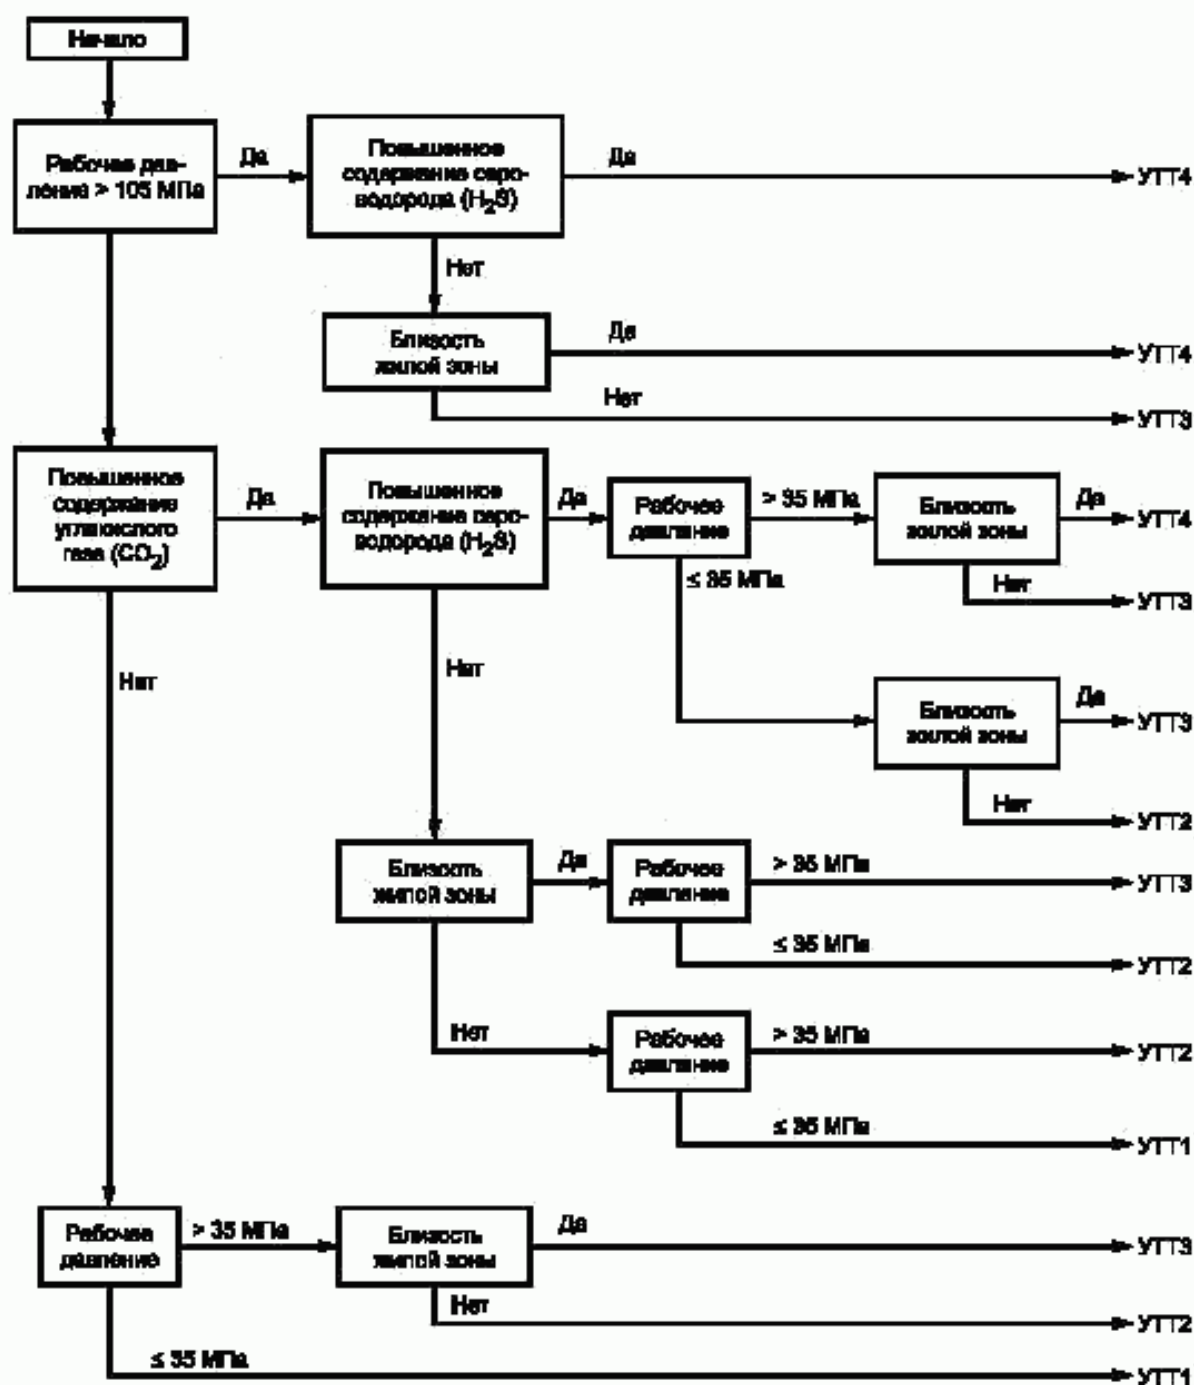 Начало
Рабочее дав-
ление > 105 МПа
Да
Повышенное
содержание серо-
водорода (H₂S)
Да
УТТ4
Нет
Близость
жилой зоны
Да
УТТ4
Нет
УТТ3
Повышенное
содержание
углекислого
газа (CO₂)
Да
Повышенное
содержание серо-
водорода (H₂S)
Да
Рабочее
давление
> 35 МПа
Близость
жилой зоны
Да
УТТ4
≤ 35 МПа
Нет
УТТ3
Нет
Нет
Близость
жилой зоны
Да
УТТ3
Нет
УТТ2
Близость
жилой зоны
Да
Рабочее
давление
> 35 МПа
УТТ3
≤ 35 МПа
УТТ2
Нет
Рабочее
давление
> 35 МПа
УТТ2
≤ 35 МПа
УТТ1
Рабочее
давление
> 35 МПа
Близость
жилой зоны
Да
УТТ3
Нет
УТТ2
≤ 35 МПа
УТТ1